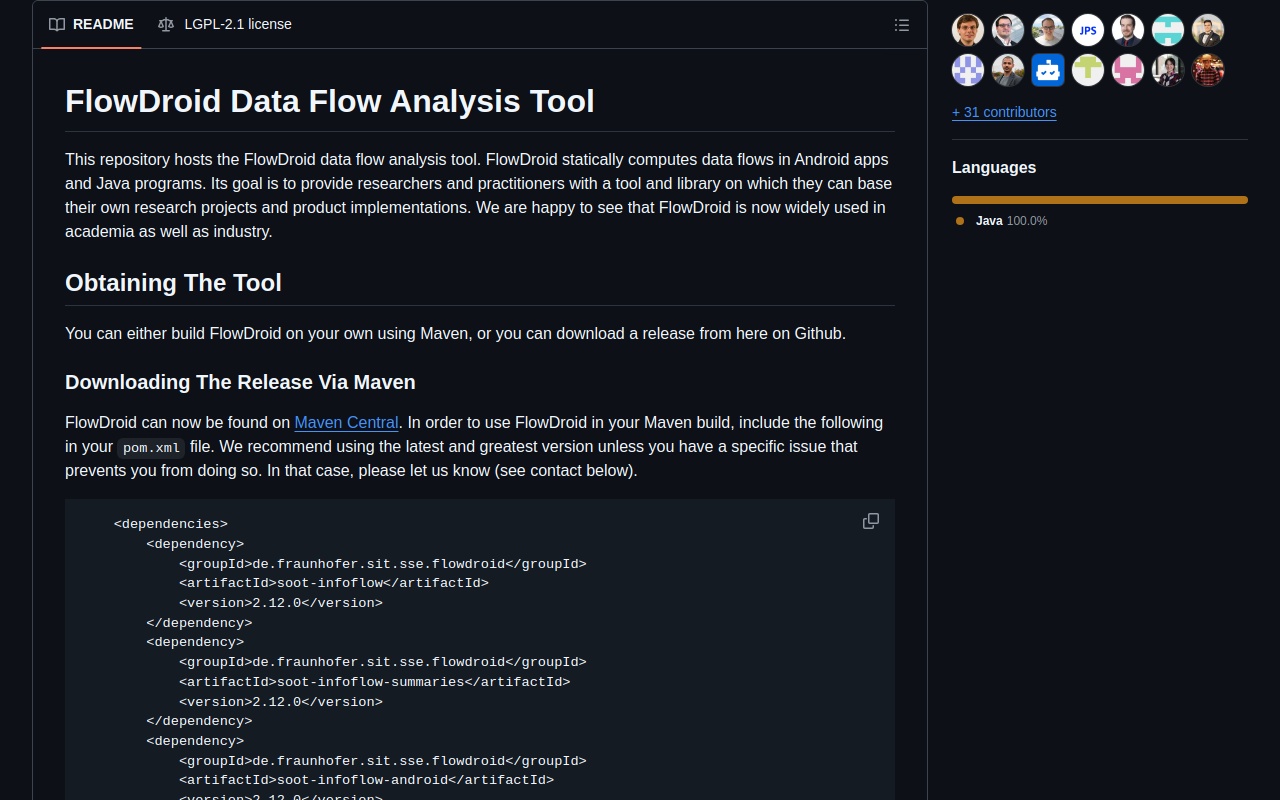 README
LGPL-2.1 license
FlowDroid Data Flow Analysis Tool
This repository hosts the FlowDroid data flow analysis tool. FlowDroid statically computes data flows in Android apps
and Java programs. Its goal is to provide researchers and practitioners with a tool and library on which they can base
their own research projects and product implementations. We are happy to see that FlowDroid is now widely used in
academia as well as industry.
Obtaining The Tool
You can either build FlowDroid on your own using Maven, or you can download a release from here on Github.
Downloading The Release Via Maven
FlowDroid can now be found on Maven Central. In order to use FlowDroid in your Maven build, include the following
in your pom.xml file. We recommend using the latest and greatest version unless you have a specific issue that
prevents you from doing so. In that case, please let us know (see contact below).
<dependencies>
<dependency>
<groupId>de.fraunhofer.sit.sse.flowdroid</groupId>
<artifactId>soot-infoflow</artifactId>
<version>2.12.0</version>
</dependency>
<dependency>
<groupId>de.fraunhofer.sit.sse.flowdroid</groupId>
<artifactId>soot-infoflow-summaries</artifactId>
<version>2.12.0</version>
</dependency>
<dependency>
<groupId>de.fraunhofer.sit.sse.flowdroid</groupId>
<artifactId>soot-infoflow-android</artifactId>
<version>2.12.0</version>
JPS
+ 31 contributors
Languages
Java 100.0%